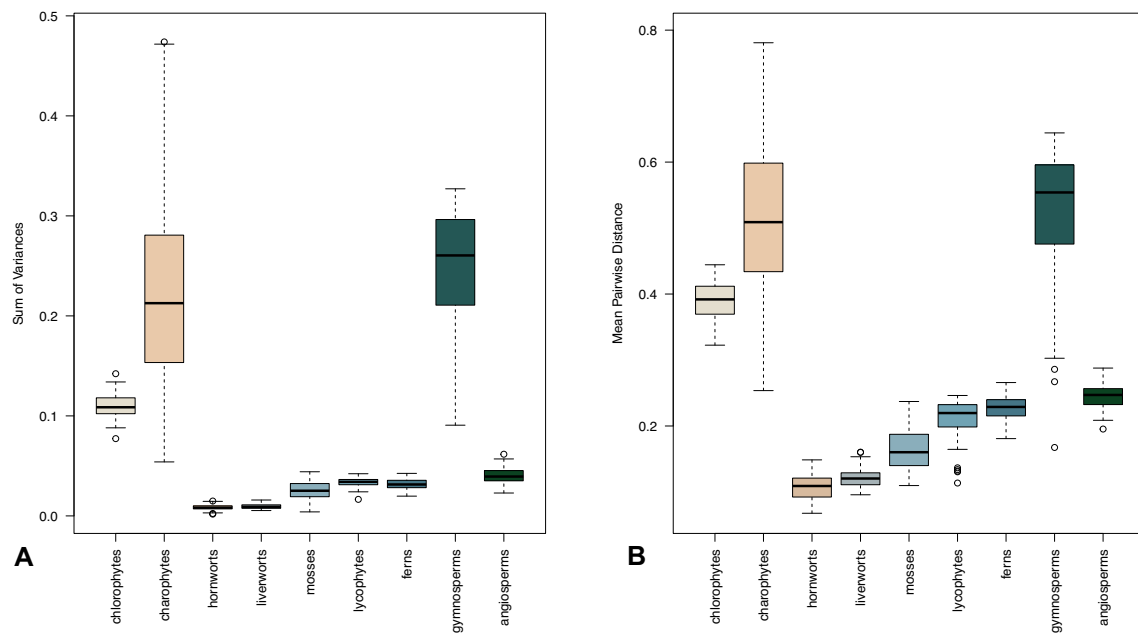 Sum of Variances
0.5
0.4
0.3
0.2
0.1
0.0
chlorophytes
charophytes
hornworts
liverworts
mosses
lycophytes
ferns
gymnosperms
angiosperms
A
Mean Pairwise Distance
0.8
0.6
0.4
0.2
chlorophytes
charophytes
hornworts
liverworts
mosses
lycophytes
ferns
gymnosperms
angiosperms
B